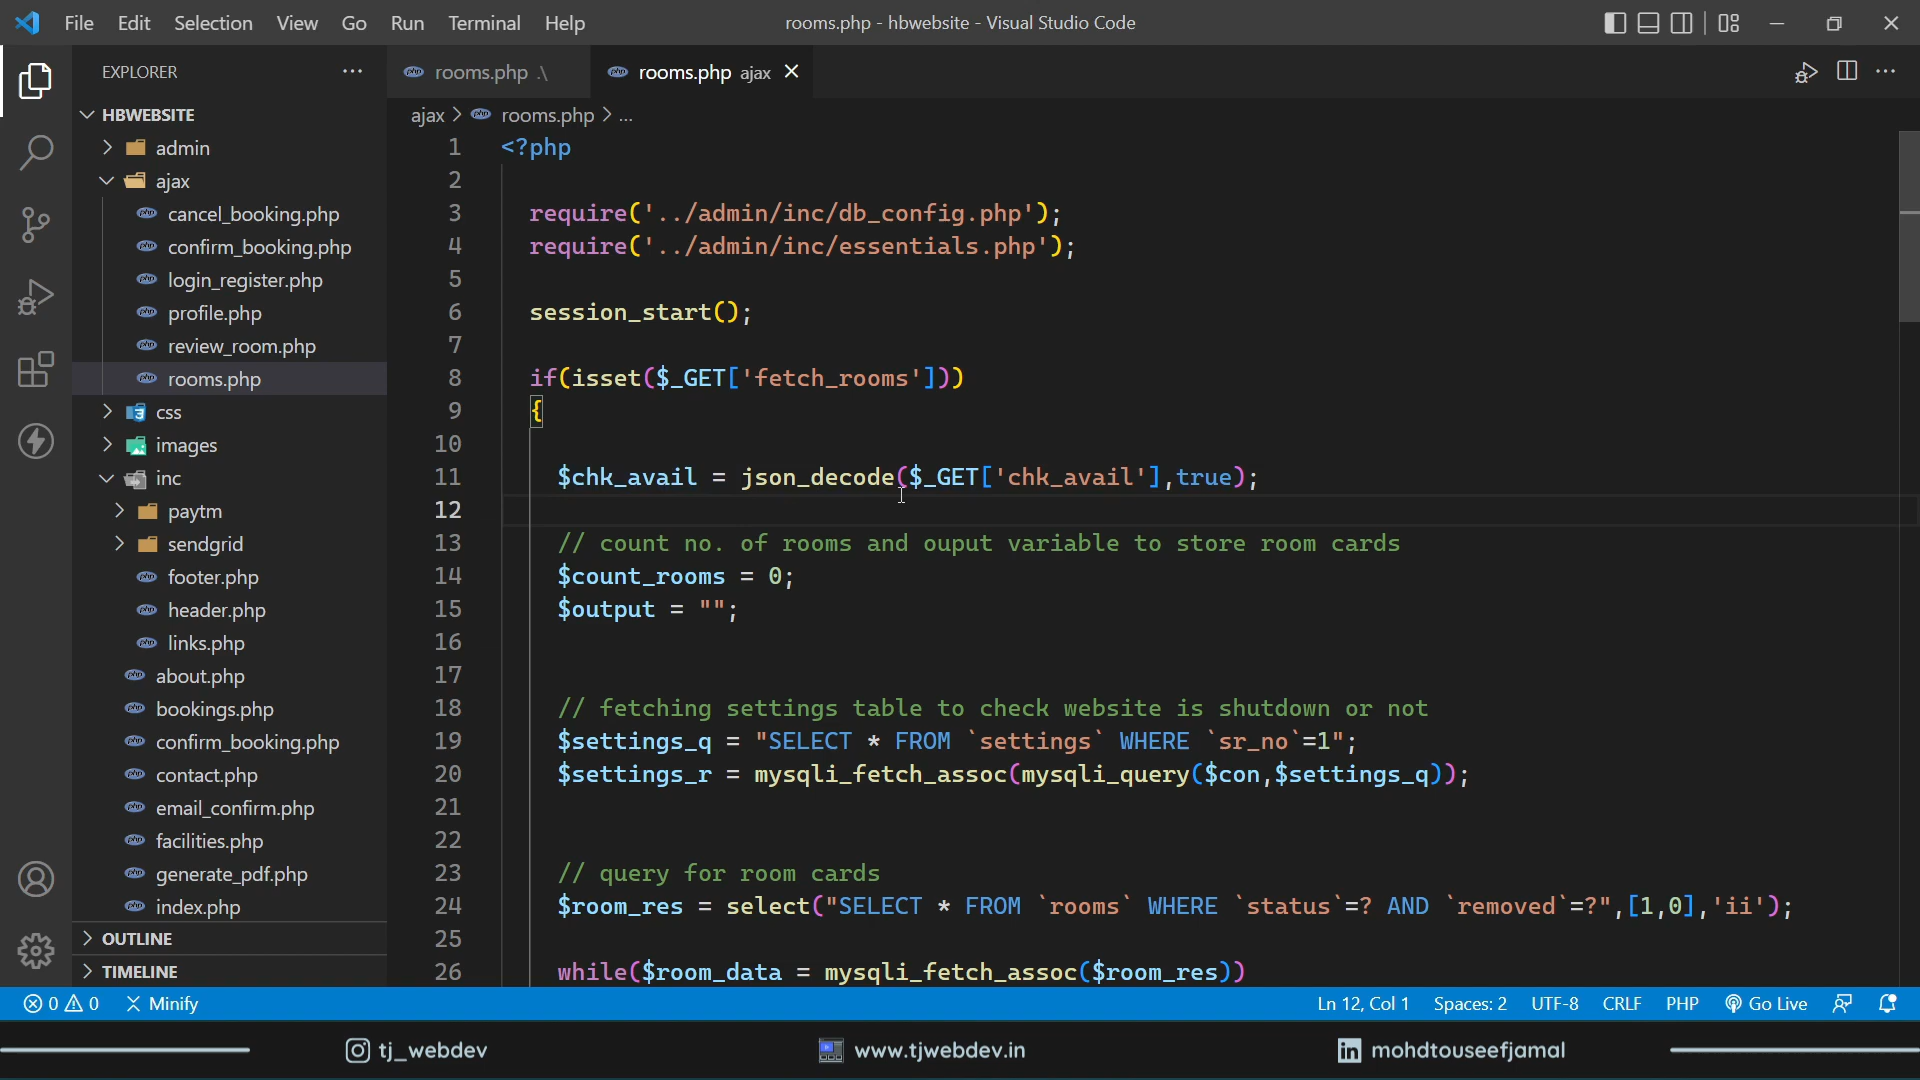 File Edit Selection View Go Run Terminal Help
rooms.php - hbwebsite - Visual Studio Code
EXPLORER
HBWEBSITE
admin
ajax
cancel_booking.php
confirm_booking.php
login_register.php
profile.php
review_room.php
rooms.php
css
images
inc
paytm
sendgrid
footer.php
header.php
links.php
about.php
bookings.php
confirm_booking.php
contact.php
email_confirm.php
facilities.php
generate_pdf.php
index.php
OUTLINE
TIMELINE
rooms.php .\
rooms.php ajax
ajax > rooms.php > ...
1 <?php
2
3 require('../admin/inc/db_config.php');
4 require('../admin/inc/essentials.php');
5
6 session_start();
7
8 if(isset($_GET['fetch_rooms']))
9 {
10
11 $chk_avail = json_decode($_GET['chk_avail'],true);
12
13 // count no. of rooms and ouput variable to store room cards
14 $count_rooms = 0;
15 $output = "";
16
17
18 // fetching settings table to check website is shutdown or not
19 $settings_q = "SELECT * FROM `settings` WHERE `sr_no`=1";
20 $settings_r = mysqli_fetch_assoc(mysqli_query($con,$settings_q));
21
22
23 // query for room cards
24 $room_res = select("SELECT * FROM `rooms` WHERE `status`=? AND `removed`=?",[1,0],'ii');
25
26 while($room_data = mysqli_fetch_assoc($room_res))
0 0 Minify
Ln 12, Col 1 Spaces: 2 UTF-8 CRLF PHP Go Live
tj_webdev
www.tjwebdev.in
mohdtouseefjamal